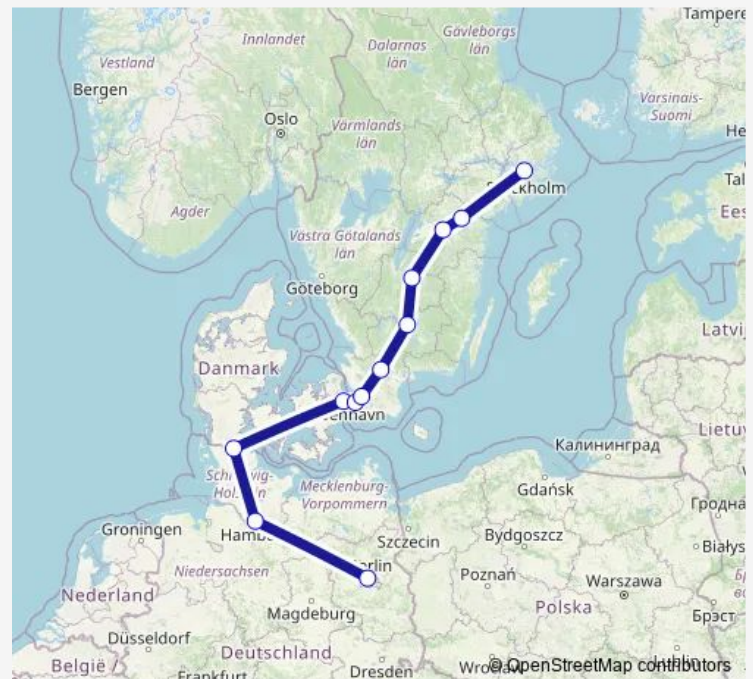 Tampere
Gävleborgs
län
Innlandet
Dalarnas
län
Vestland
Bergen
Varsinais-
Suomi
Oslo
Värmlands
län
He
Stockholm
Tal
Agder
Ees
Västra Götalands
län
Göteborg
Latvij
Danmark
København
Lietu
Калининград
Schleswig-
Holstein
Mecklenburg-
Vorpommern
Gdańsk
Гродна
Groningen
Hamburg
Szczecin
Bydgoszcz
Białys
Berlin
Niedersachsen
Poznań
Warszawa
Nederland
Magdeburg
Polska
Брэст
Düsseldorf
Deutschland
België /
Frankfurt
Dresden
Wrocław
Lublin
© OpenStreetMap contributors